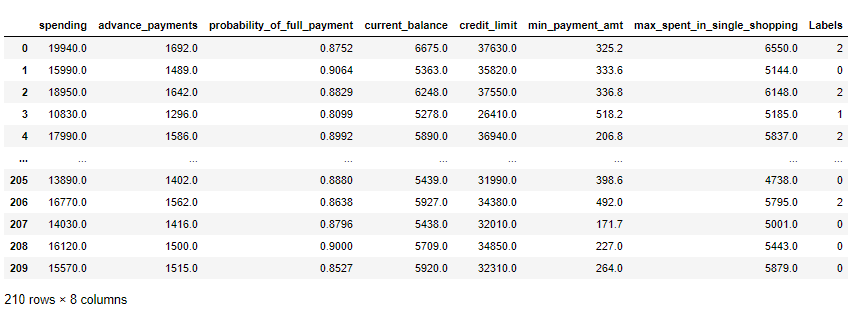 spending advance_payments probability_of_full_payment current_balance credit_limit min_payment_amt max_spent_in_single_shopping Labels
0 19940.0 1692.0 0.8752 6675.0 37630.0 325.2 6550.0 2
1 15990.0 1489.0 0.9064 5363.0 35820.0 333.6 5144.0 0
2 18950.0 1642.0 0.8829 6248.0 37550.0 336.8 6148.0 2
3 10830.0 1296.0 0.8099 5278.0 26410.0 518.2 5185.0 1
4 17990.0 1586.0 0.8992 5890.0 36940.0 206.8 5837.0 2
... ... ... ... ... ... ... ... ...
205 13890.0 1402.0 0.8880 5439.0 31990.0 398.6 4738.0 0
206 16770.0 1562.0 0.8638 5927.0 34380.0 492.0 5795.0 2
207 14030.0 1416.0 0.8796 5438.0 32010.0 171.7 5001.0 0
208 16120.0 1500.0 0.9000 5709.0 34850.0 227.0 5443.0 0
209 15570.0 1515.0 0.8527 5920.0 32310.0 264.0 5879.0 0
210 rows × 8 columns